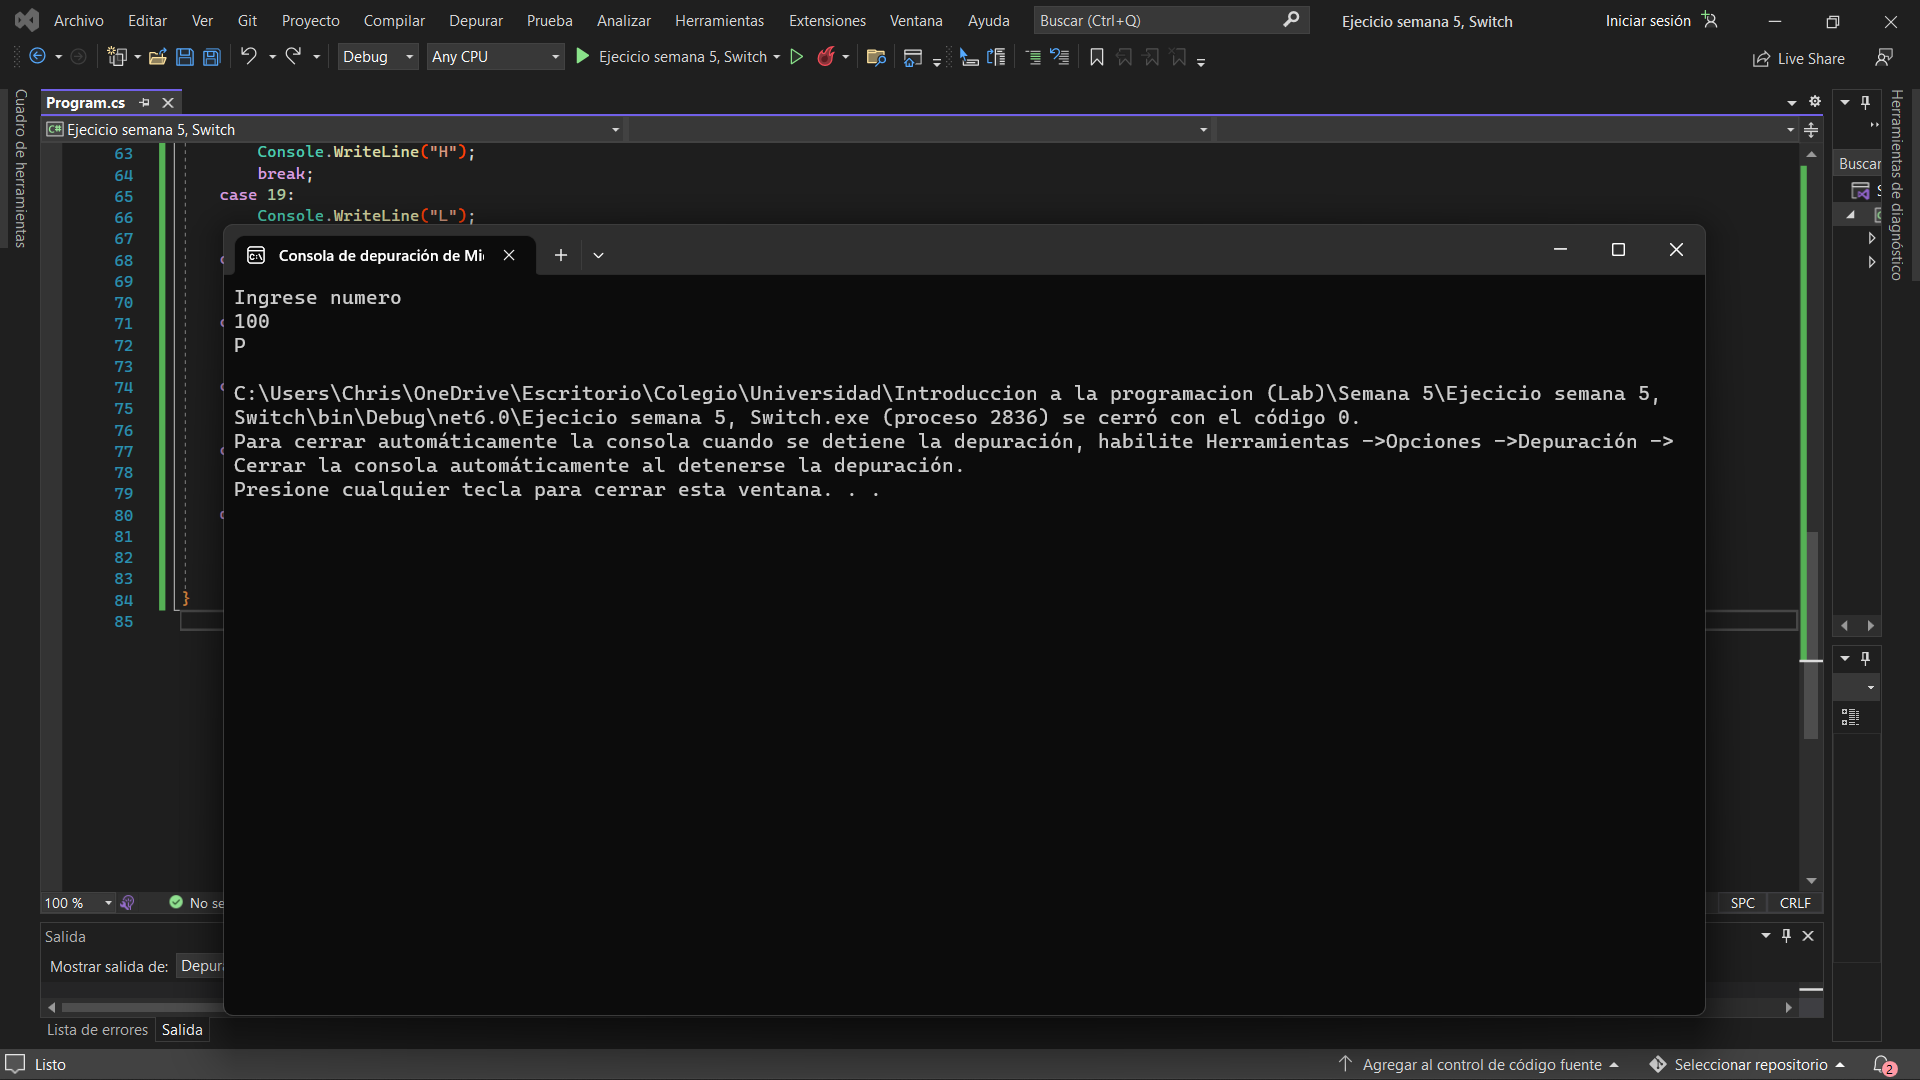 Archivo Editar Ver Git Proyecto Compilar Depurar Prueba Analizar Herramientas Extensiones Ventana Ayuda Buscar (Ctrl+Q) Ejecicio semana 5, Switch Iniciar sesión
Debug Any CPU Ejecicio semana 5, Switch Live Share
Cuadro de herramientas
Program.cs
Ejecicio semana 5, Switch
Herramientas de diagnóstico
Buscar
63 Console.WriteLine("H");
64 break;
65 case 19:
66 Console.WriteLine("L");
67
68
69
70
71
72
73
74
75
76
77
78
79
80
81
82
83
84 }
85
Consola de depuración de Mi
Ingrese numero
100
P
C:\Users\Chris\OneDrive\Escritorio\Colegio\Universidad\Introduccion a la programacion (Lab)\Semana 5\Ejecicio semana 5,
Switch\bin\Debug\net6.0\Ejecicio semana 5, Switch.exe (proceso 2836) se cerró con el código 0.
Para cerrar automáticamente la consola cuando se detiene la depuración, habilite Herramientas ->Opciones ->Depuración ->
Cerrar la consola automáticamente al detenerse la depuración.
Presione cualquier tecla para cerrar esta ventana. . .
100 % No se SPC CRLF
Salida
Mostrar salida de: Depura
Lista de errores Salida
Listo Agregar al control de código fuente Seleccionar repositorio 2